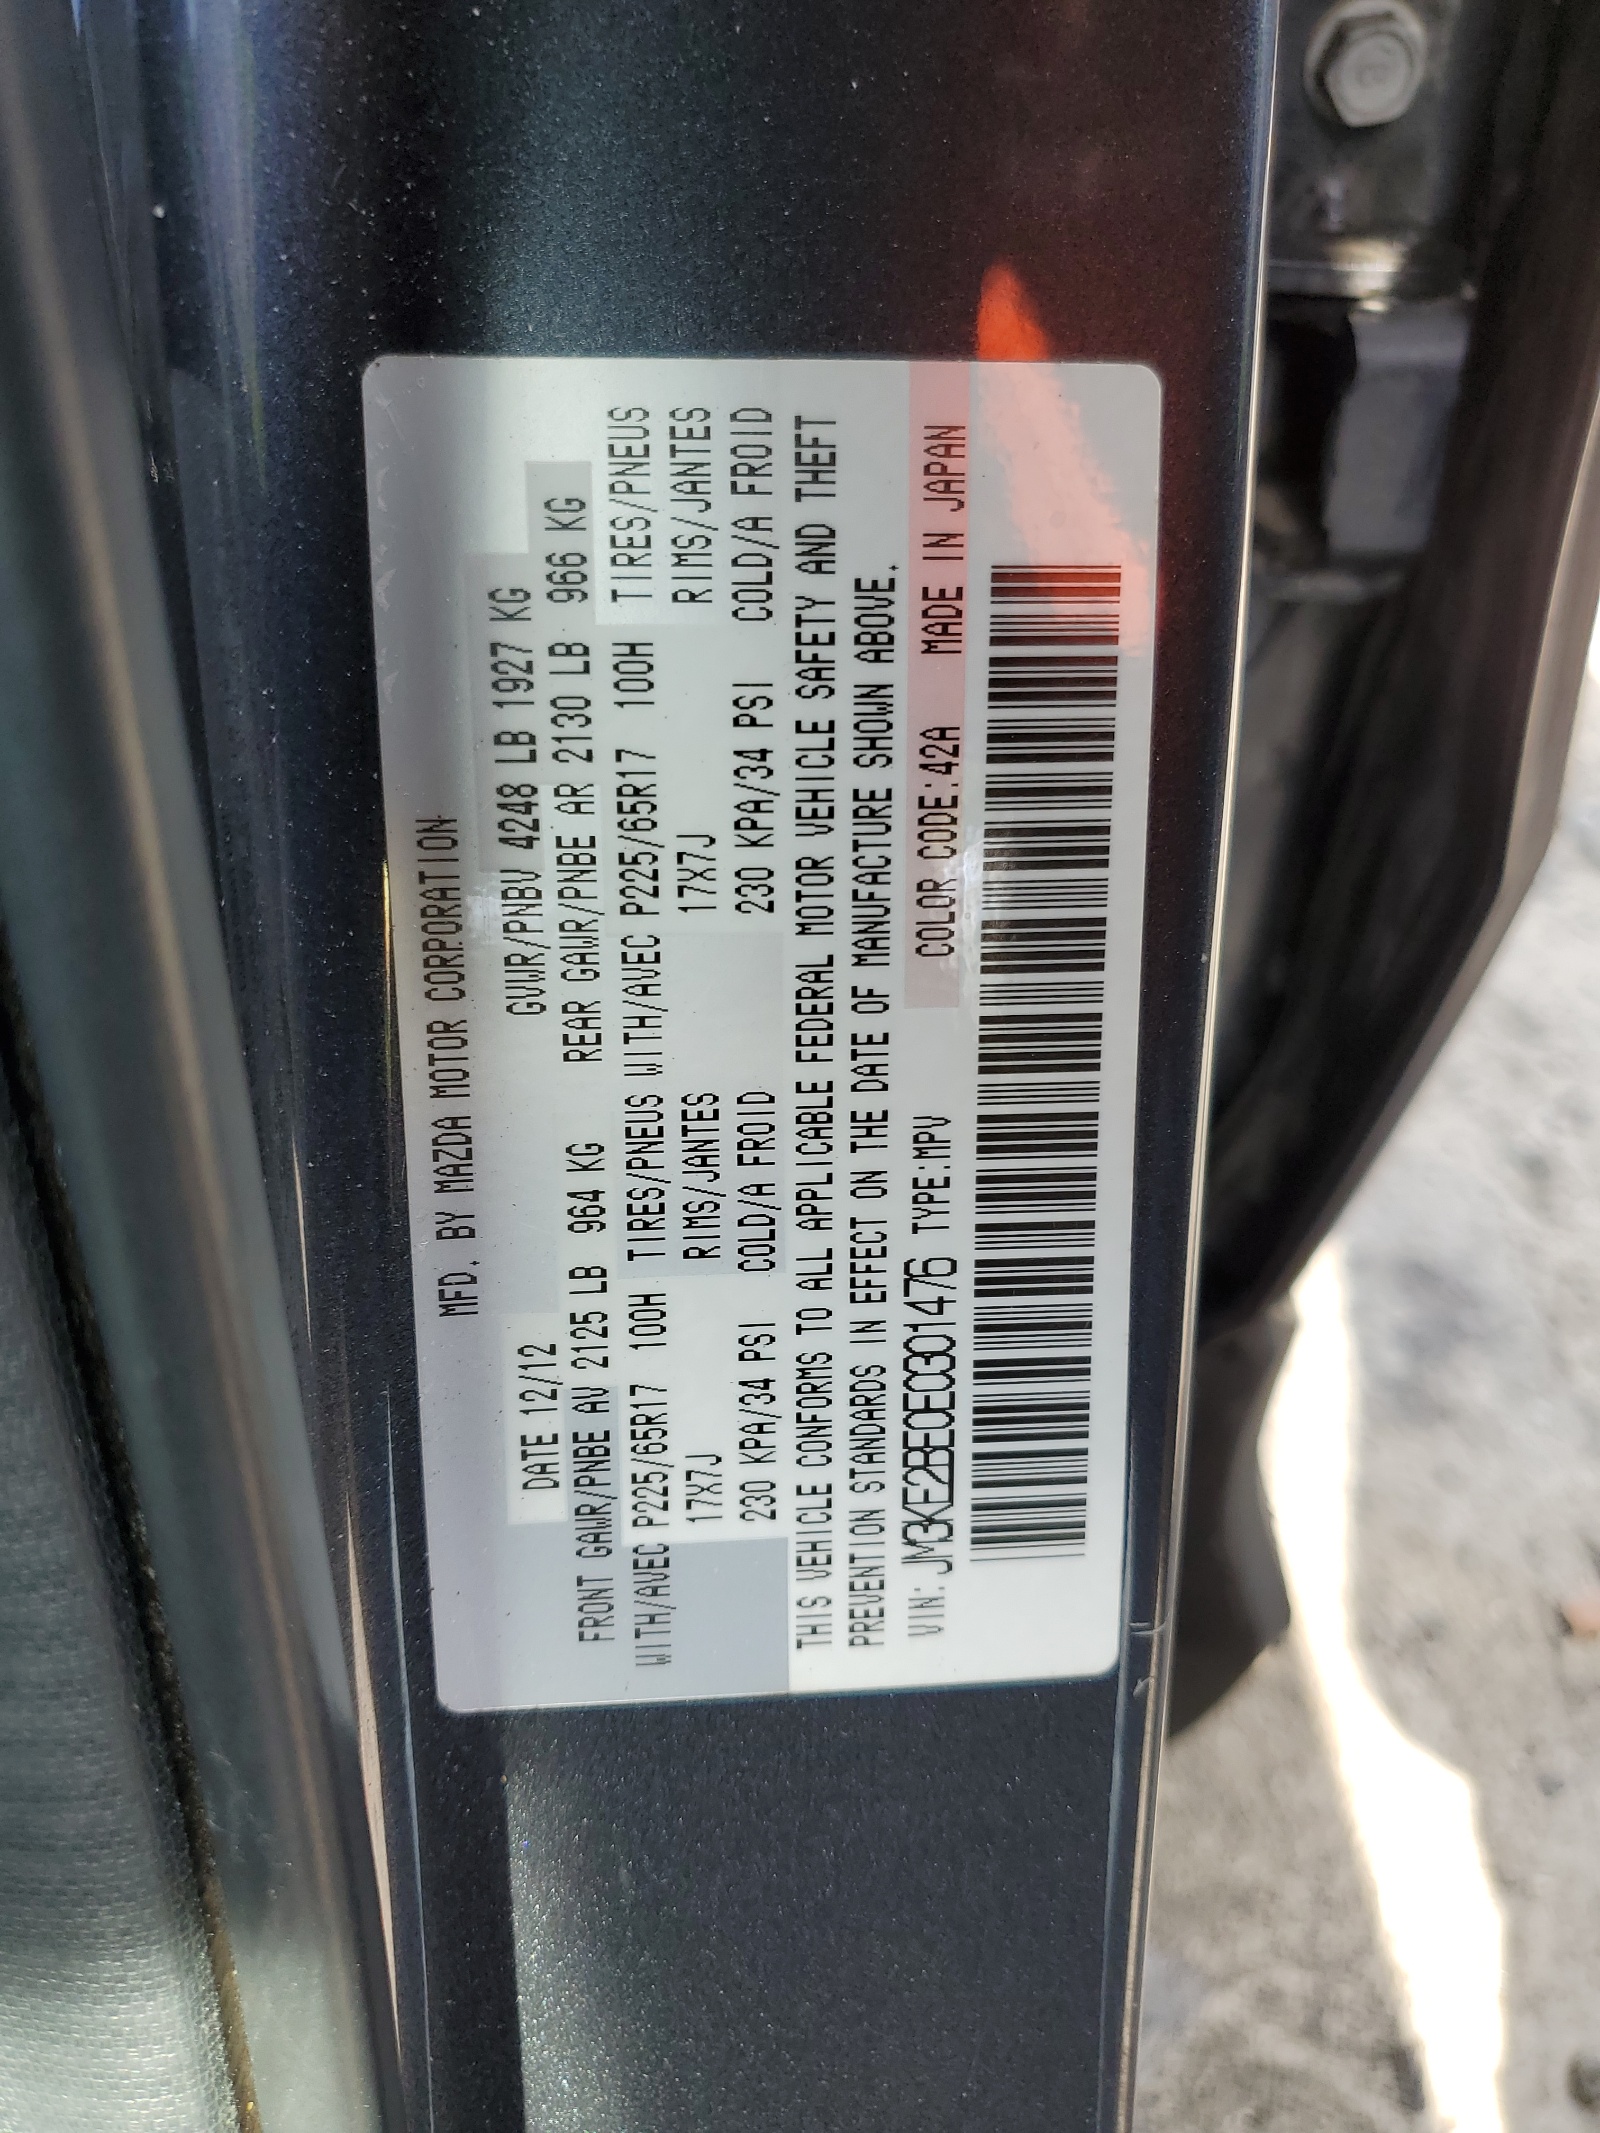 MFD. BY MAZDA MOTOR CORPORATION
DATE 12/12 GVWR/PNBV 4248 LB 1927 KG
FRONT GAWR/PNBE AV 2125 LB 964 KG REAR GAWR/PNBE AR 2130 LB 966 KG
WITH/AVEC P225/65R17 100H TIRES/PNEUS WITH/AVEC P225/65R17 100H TIRES/PNEUS
17X7J RIMS/JANTES 17X7J RIMS/JANTES
230 KPA/34 PSI COLD/A FROID 230 KPA/34 PSI COLD/A FROID
THIS VEHICLE CONFORMS TO ALL APPLICABLE FEDERAL MOTOR VEHICLE SAFETY AND THEFT
PREVENTION STANDARDS IN EFFECT ON THE DATE OF MANUFACTURE SHOWN ABOVE.
VIN: JM3KE2BE0E0301476 TYPE:MPV COLOR CODE:42A MADE IN JAPAN